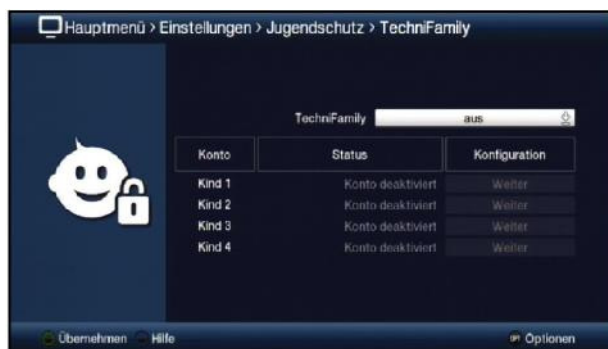 Hauptmenü > Einstellungen > Jugendschutz > TechniFamily
TechniFamily aus
Konto Status Konfiguration
Kind 1 Konto deaktiviert Weiter
Kind 2 Konto deaktiviert Weiter
Kind 3 Konto deaktiviert Weiter
Kind 4 Konto deaktiviert Weiter
Übernehmen Hilfe Optionen